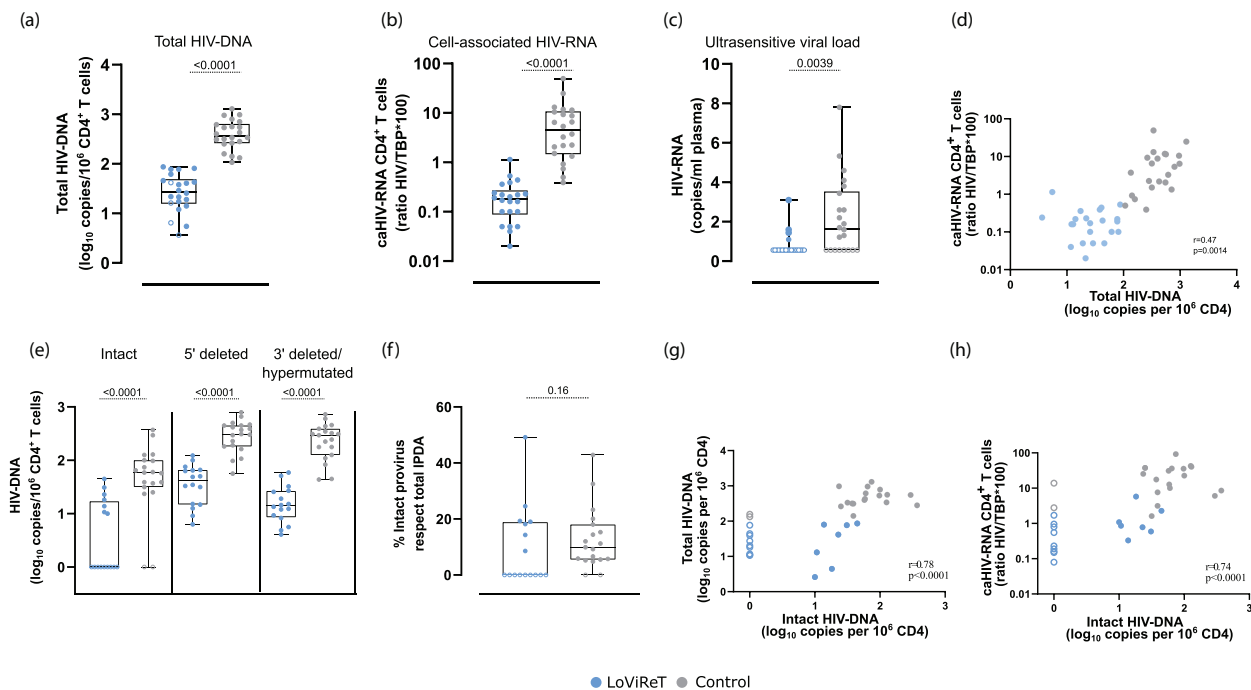 (a)
Total HIV-DNA
<0.0001
Total HIV-DNA
(log10 copies/10^6 CD4+ T cells)
4
3
2
1
0
(b)
Cell-associated HIV-RNA
<0.0001
caHIV-RNA CD4+ T cells
(ratio HIV/TBP*100)
100
10
1
0.1
0.01
(c)
Ultrasensitive viral load
0.0039
HIV-RNA
(copies/ml plasma)
10
8
6
4
2
0
(d)
caHIV-RNA CD4+ T cells
(ratio HIV/TBP*100)
100
10
1
0.1
0.01
r=0.47
p=0.0014
0 1 2 3 4
Total HIV-DNA
(log10 copies per 10^6 CD4)
(e)
Intact
5' deleted
3' deleted/
hypermutated
<0.0001
<0.0001
<0.0001
HIV-DNA
(log10 copies/10^6 CD4+ T cells)
3
2
1
0
(f)
0.16
% Intact provirus
respect total IPDA
60
40
20
0
(g)
Total HIV-DNA
(log10 copies per 10^6 CD4)
4
3
2
1
0
r=0.78
p<0.0001
0 1 2 3
Intact HIV-DNA
(log10 copies per 10^6 CD4)
(h)
caHIV-RNA CD4+ T cells
(ratio HIV/TBP*100)
100
10
1
0.1
0.01
r=0.74
p<0.0001
0 1 2 3
Intact HIV-DNA
(log10 copies per 10^6 CD4)
LoViReT Control